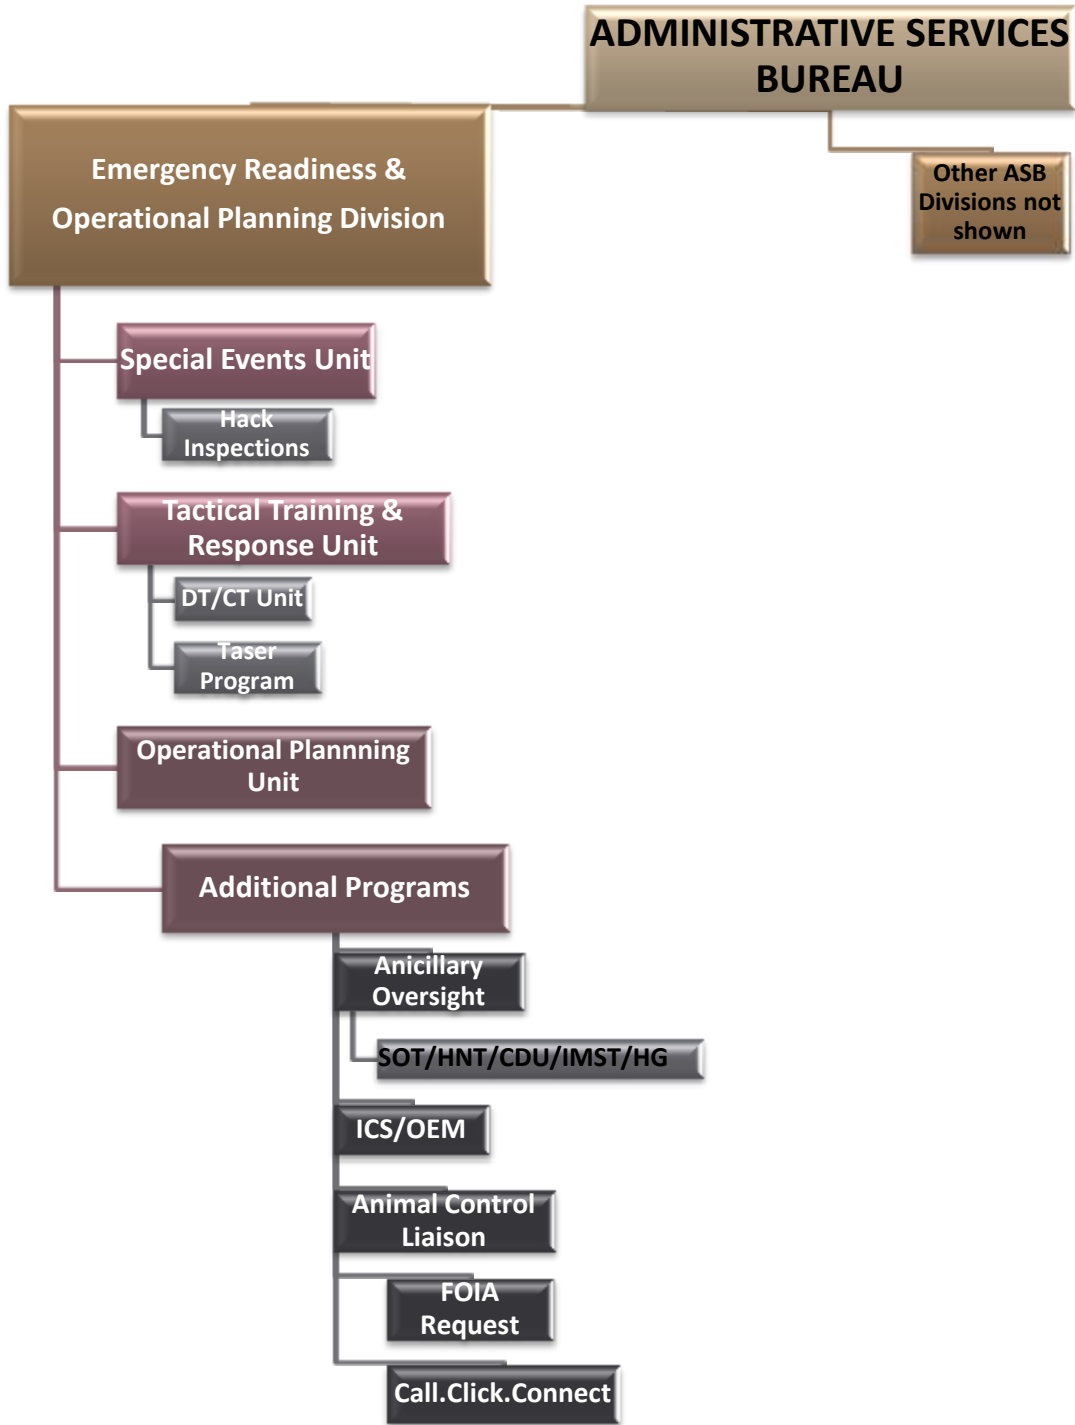 ADMINISTRATIVE SERVICES
BUREAU
Emergency Readiness &
Operational Planning Division
Other ASB
Divisions not
shown
Special Events Unit
Hack
Inspections
Tactical Training &
Response Unit
DT/CT Unit
Taser
Program
Operational Plannning
Unit
Additional Programs
Anicillary
Oversight
SOT/HNT/CDU/IMST/HG
ICS/OEM
Animal Control
Liaison
FOIA
Request
Call.Click.Connect